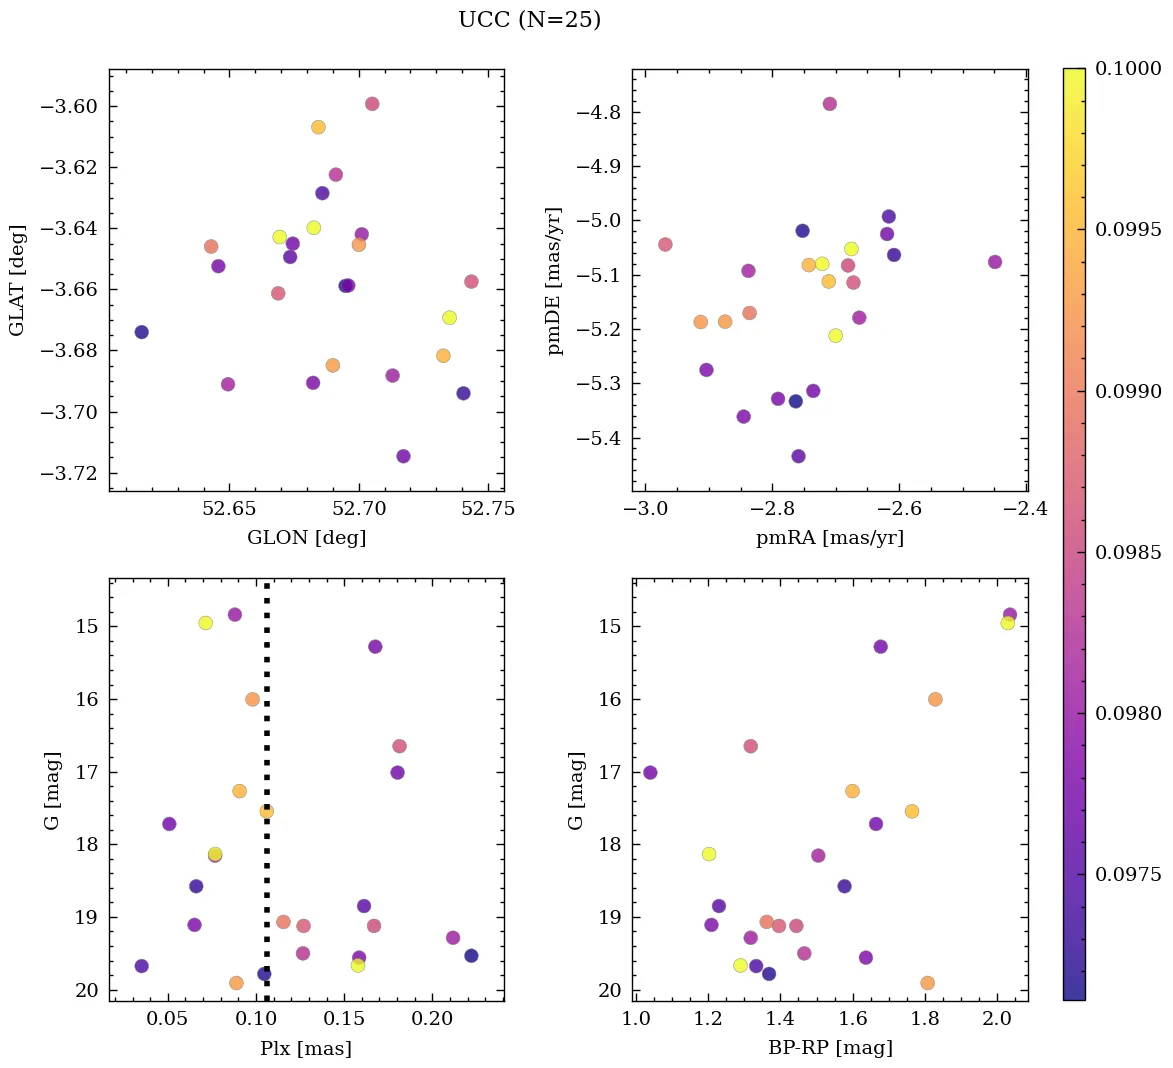 UCC (N=25)
−3.60
−3.62
−3.64
−3.66
−3.68
−3.70
−3.72
GLAT [deg]
52.65 52.70 52.75
GLON [deg]
−4.8
−4.9
−5.0
−5.1
−5.2
−5.3
−5.4
pmDE [mas/yr]
−3.0 −2.8 −2.6 −2.4
pmRA [mas/yr]
15
16
17
18
19
20
G [mag]
0.05 0.10 0.15 0.20
Plx [mas]
15
16
17
18
19
20
G [mag]
1.0 1.2 1.4 1.6 1.8 2.0
BP-RP [mag]
0.1000
0.0995
0.0990
0.0985
0.0980
0.0975